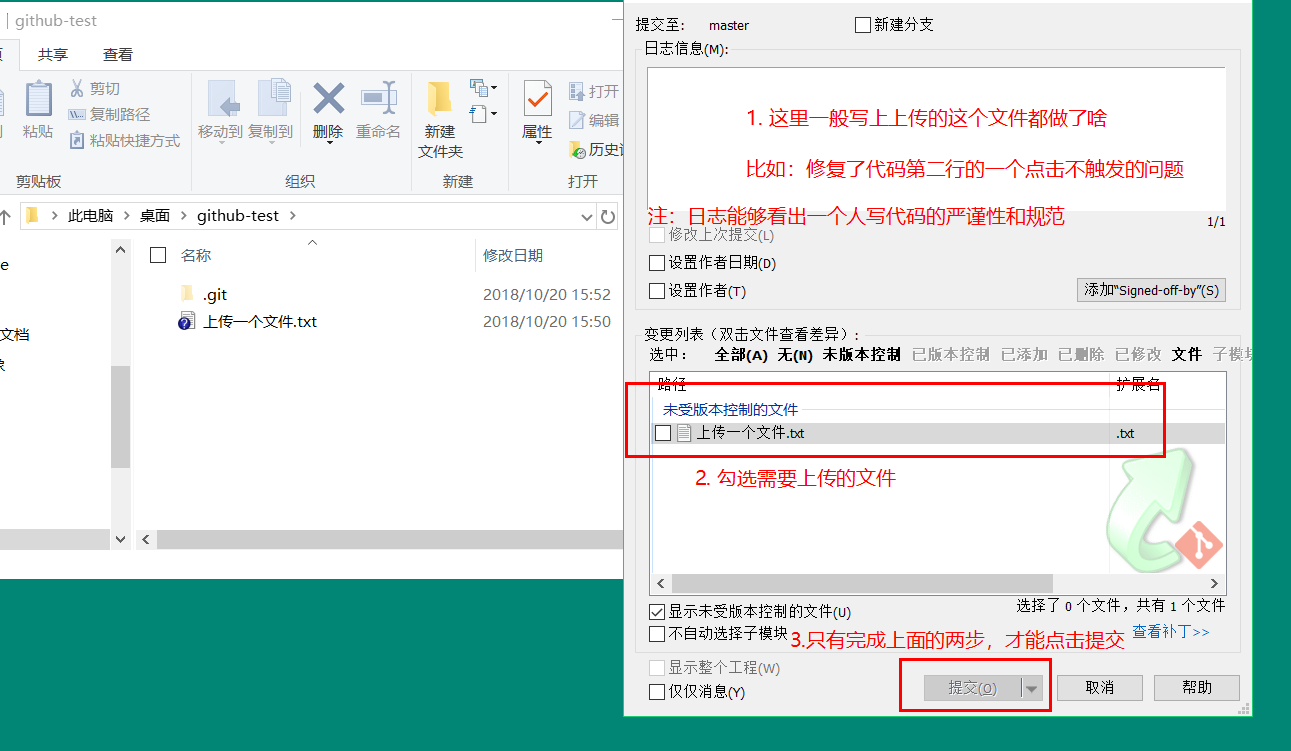 github-test
共享
查看
剪切
复制路径
粘贴快捷方式
粘贴
剪贴板
移动到
复制到
删除
重命名
组织
新建
文件夹
新建
属性
打开
编辑
历史
打开
此电脑
桌面
github-test
名称
修改日期
.git
2018/10/20 15:52
上传一个文件.txt
2018/10/20 15:50
e
文档
提交至:
master
新建分支
日志信息(M):
1. 这里一般写上上传的这个文件都做了啥
比如：修复了代码第二行的一个点击不触发的问题
注：日志能够看出一个人写代码的严谨性和规范
1/1
修改上次提交(L)
设置作者日期(D)
设置作者(T)
添加“Signed-off-by”(S)
变更列表（双击文件查看差异）:
选中:
全部(A) 无(N) 未版本控制 已版本控制 已添加 已删除 已修改 文件 子模块
路径
扩展名
未受版本控制的文件
上传一个文件.txt
.txt
2. 勾选需要上传的文件
显示未受版本控制的文件(U)
选择了 0 个文件，共有 1 个文件
不自动选择子模块
3.只有完成上面的两步，才能点击提交
查看补丁>>
显示整个工程(W)
仅仅消息(Y)
提交(O)
取消
帮助